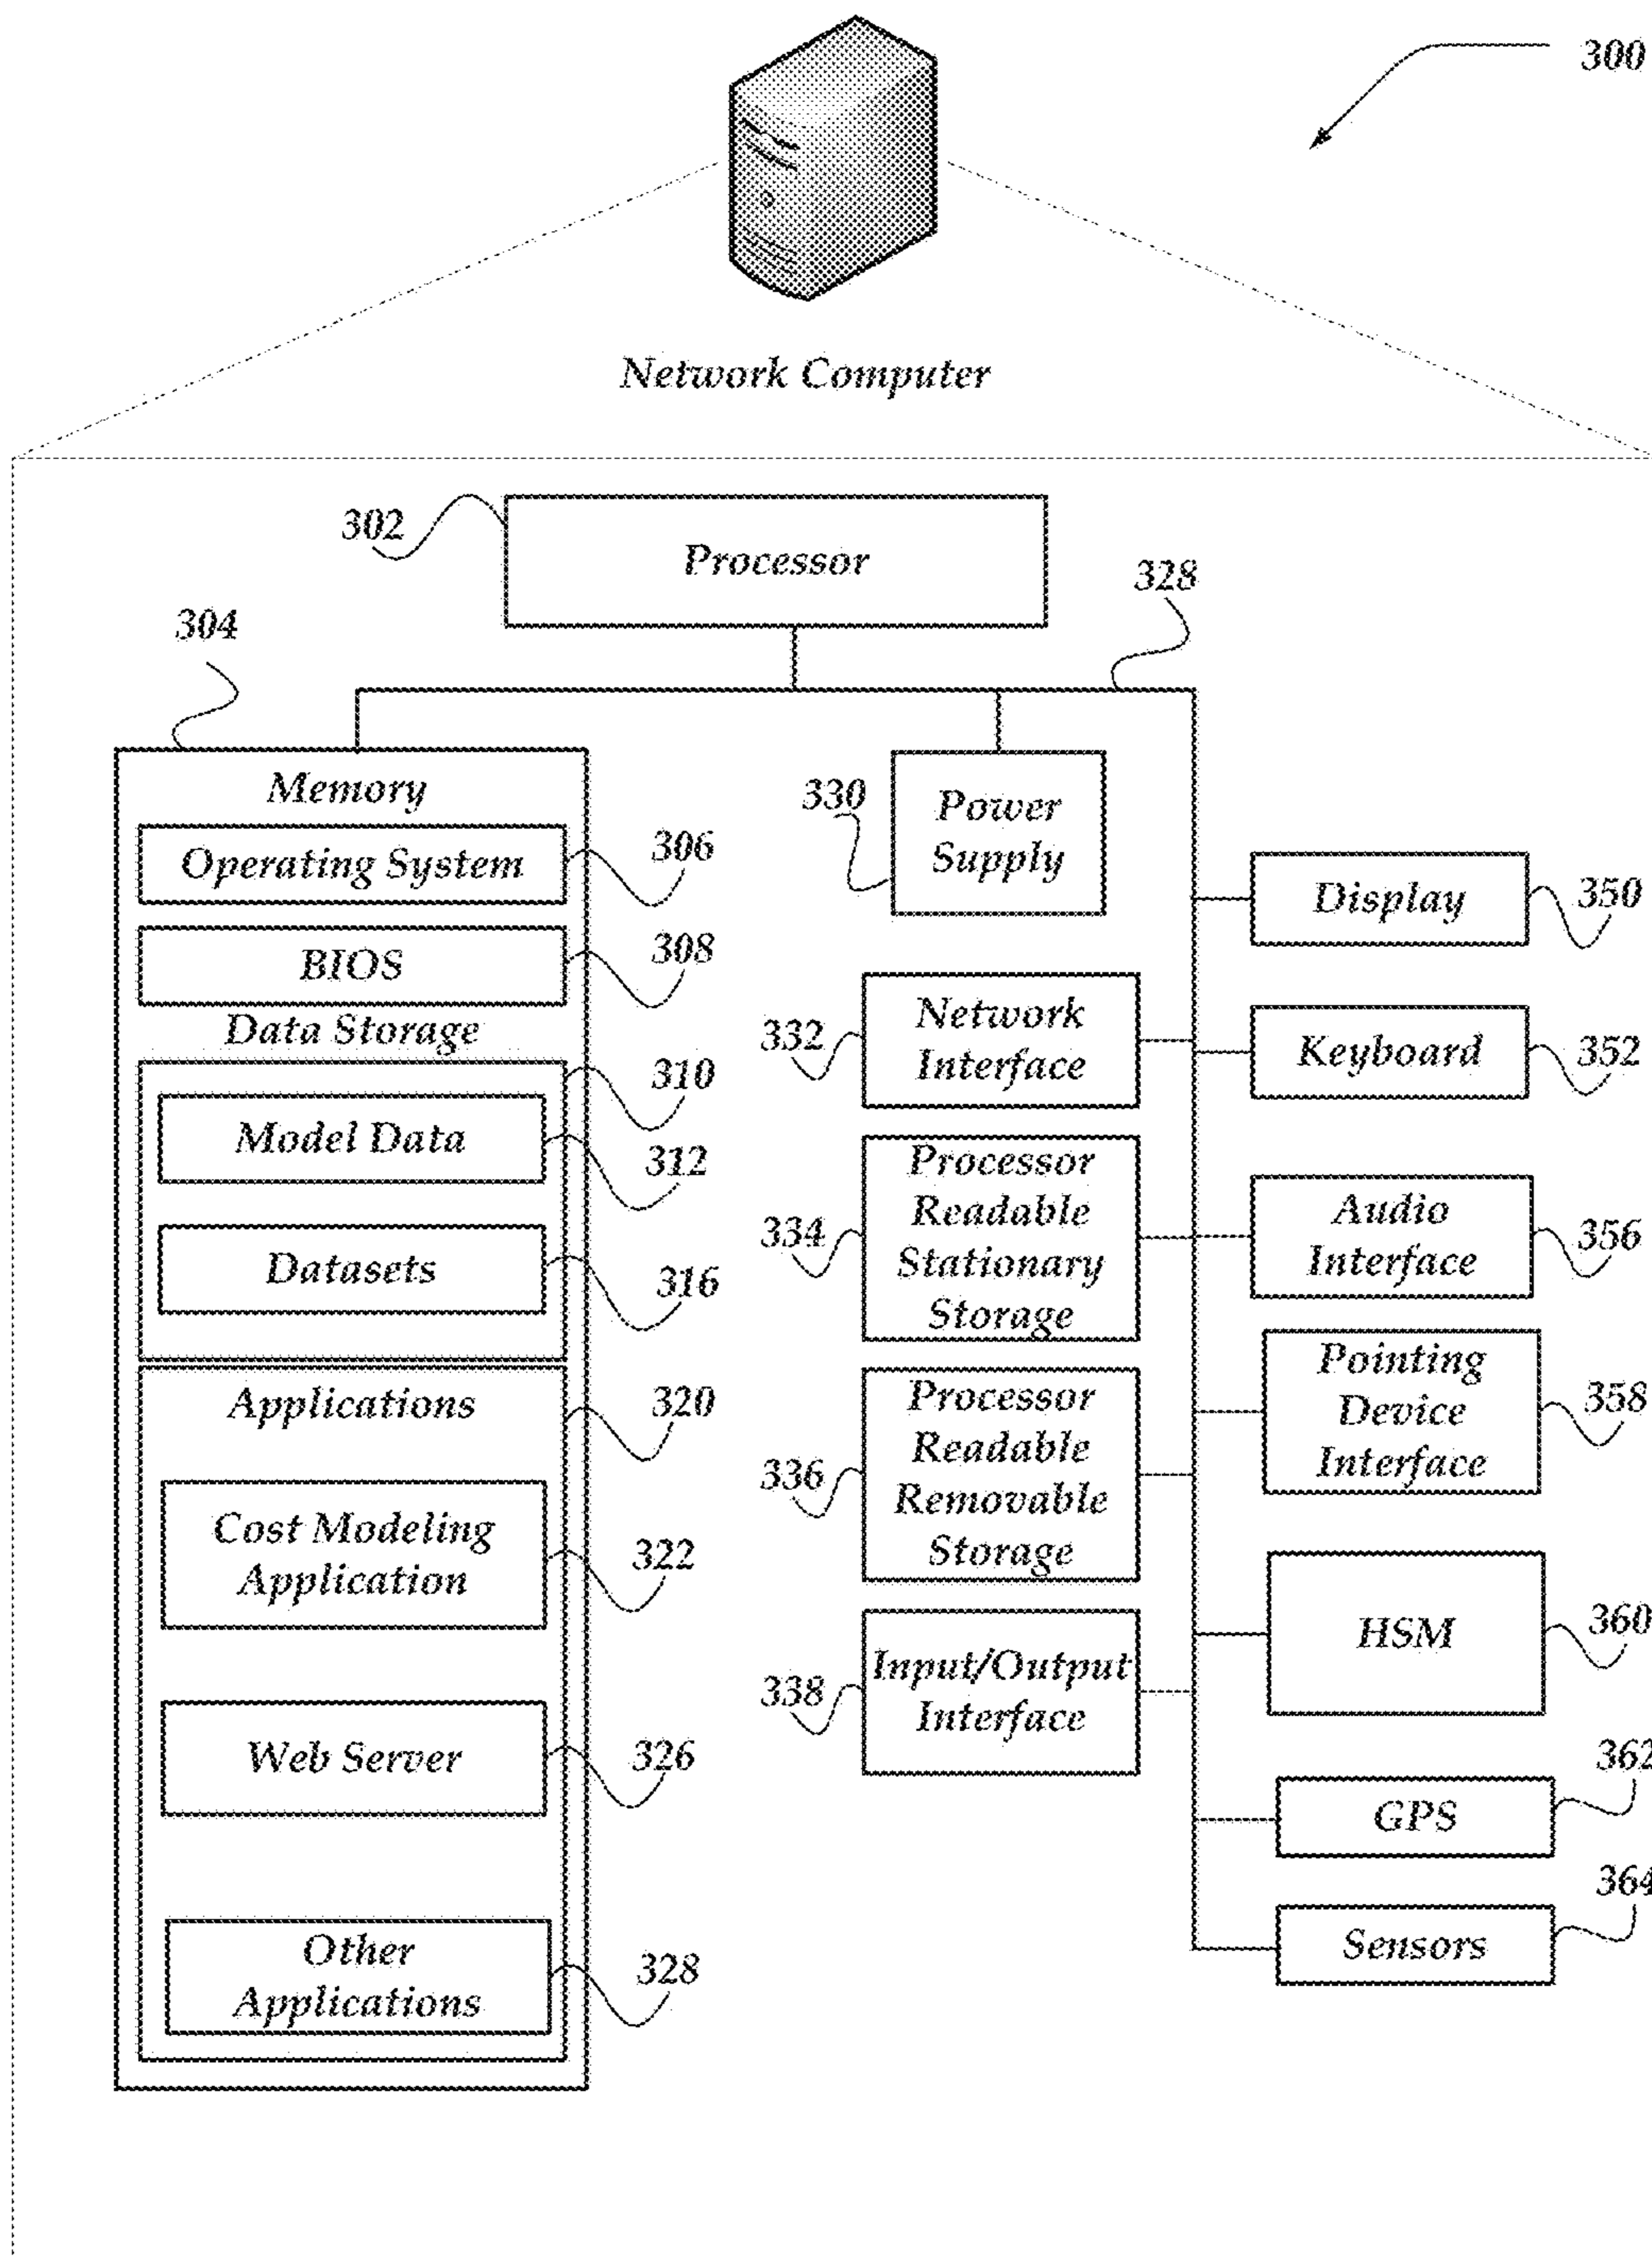 300
Network Computer
302
Processor
328
304
Memory
Operating System
306
BIOS
308
Data Storage
310
Model Data
312
Datasets
316
Applications
320
Cost Modeling
Application
322
Web Server
326
Other
Applications
328
330
Power
Supply
332
Network
Interface
334
Processor
Readable
Stationary
Storage
336
Processor
Readable
Removable
Storage
338
Input/Output
Interface
Display
350
Keyboard
352
Audio
Interface
356
Pointing
Device
Interface
358
HSM
360
GPS
362
Sensors
364